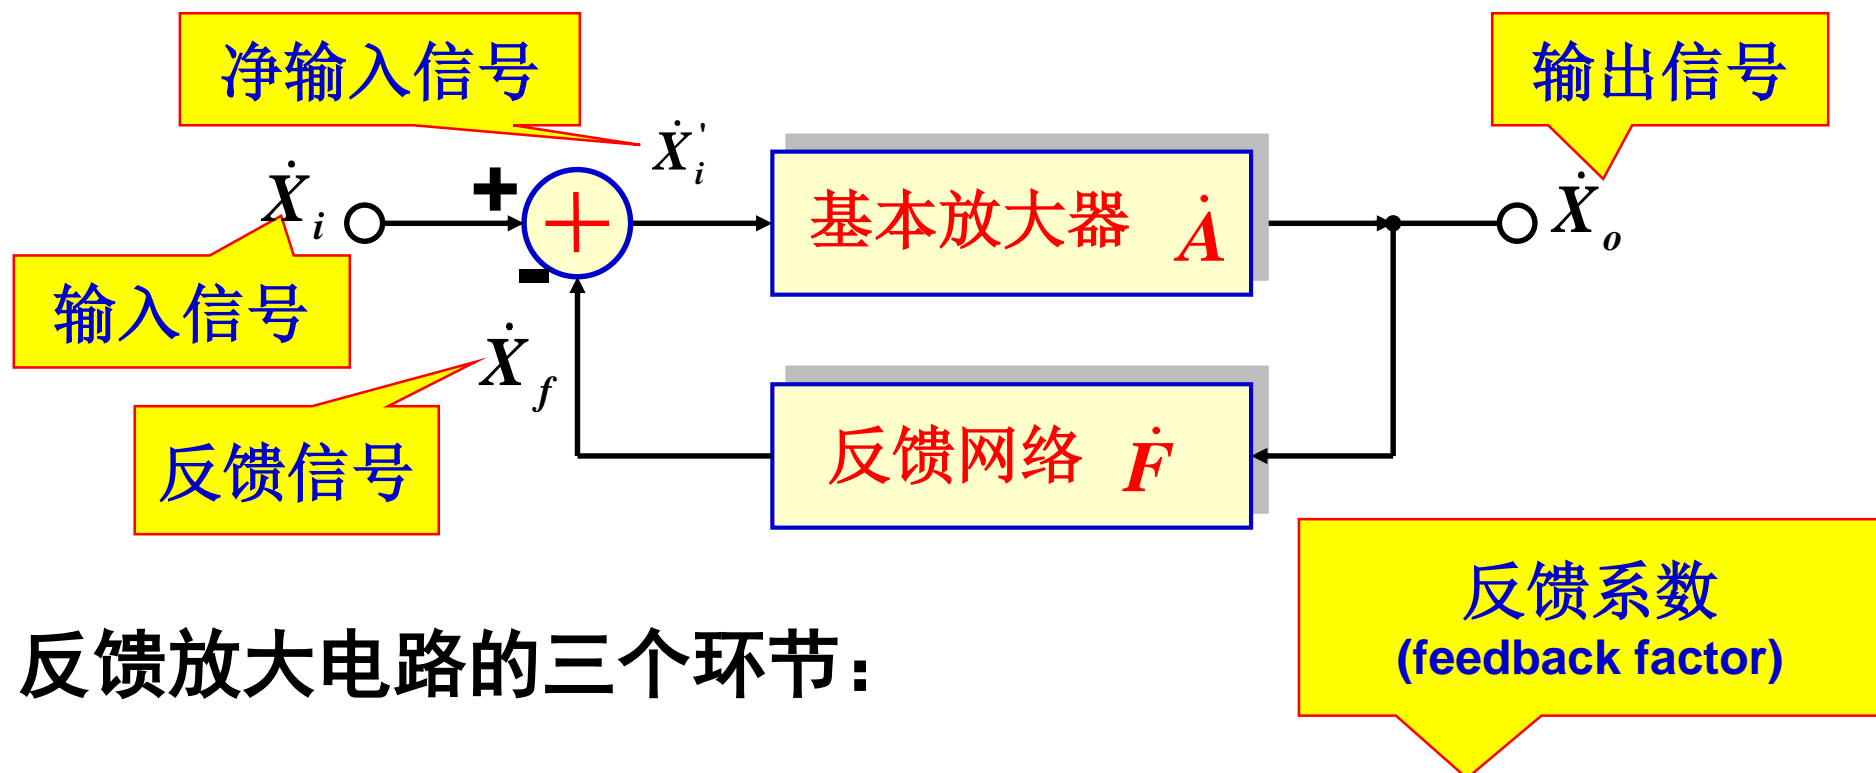 净输入信号
输出信号
Ẋᵢ'
+
Ẋᵢ
+
基本放大器 Ȧ
Ẋₒ
-
输入信号
Ẋ_f
反馈信号
反馈网络 Ḟ
反馈系数
(feedback factor)
反馈放大电路的三个环节：